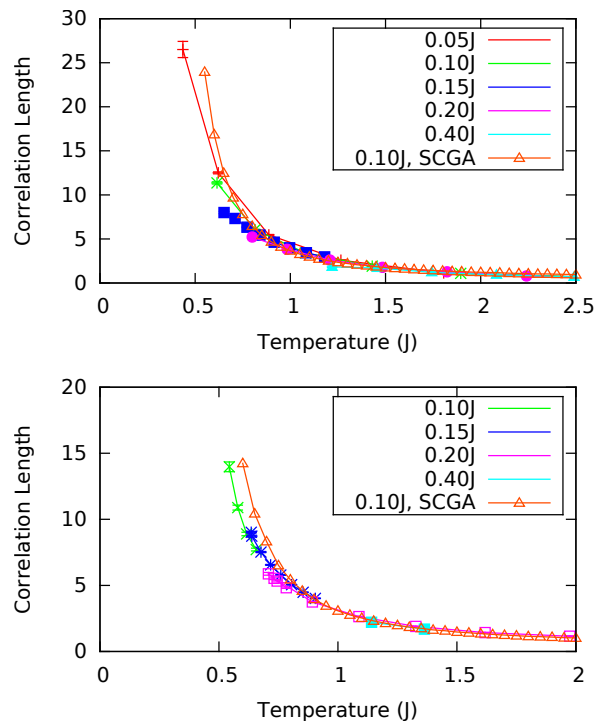 30
25
20
15
10
5
0
0
0.5
1
1.5
2
2.5
Correlation Length
Temperature (J)
0.05J
0.10J
0.15J
0.20J
0.40J
0.10J, SCGA
20
15
10
5
0
0
0.5
1
1.5
2
Correlation Length
Temperature (J)
0.10J
0.15J
0.20J
0.40J
0.10J, SCGA